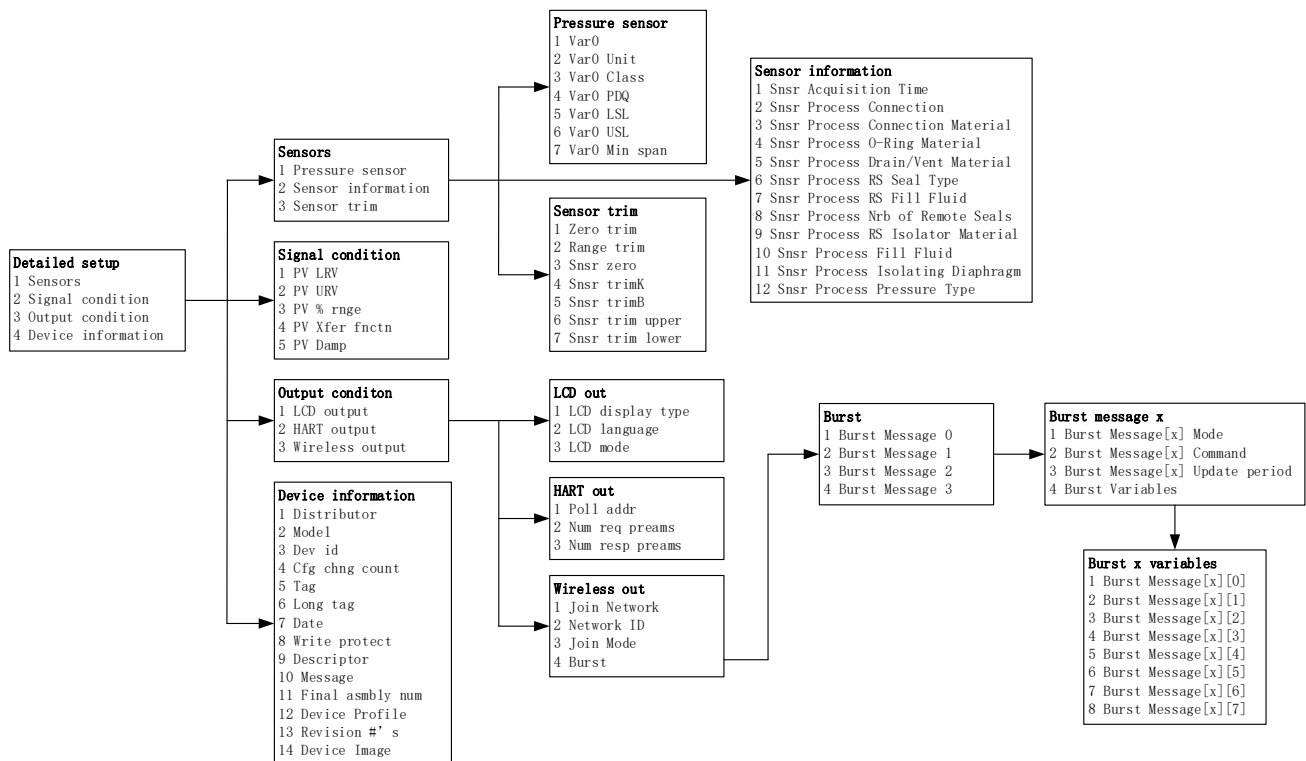 Detailed setup
1 Sensors
2 Signal condition
3 Output condition
4 Device information
Sensors
1 Pressure sensor
2 Sensor information
3 Sensor trim
Signal condition
1 PV LRV
2 PV URV
3 PV % rnge
4 PV Xfer fnctn
5 PV Damp
Output conditon
1 LCD output
2 HART output
3 Wireless output
Device information
1 Distributor
2 Model
3 Dev id
4 Cfg chng count
5 Tag
6 Long tag
7 Date
8 Write protect
9 Descriptor
10 Message
11 Final asmbly num
12 Device Profile
13 Revision #’s
14 Device Image
Pressure sensor
1 Var0
2 Var0 Unit
3 Var0 Class
4 Var0 PDQ
5 Var0 LSL
6 Var0 USL
7 Var0 Min span
Sensor trim
1 Zero trim
2 Range trim
3 Snsr zero
4 Snsr trimK
5 Snsr trimB
6 Snsr trim upper
7 Snsr trim lower
LCD out
1 LCD display type
2 LCD language
3 LCD mode
HART out
1 Poll addr
2 Num req preams
3 Num resp preams
Wireless out
1 Join Network
2 Network ID
3 Join Mode
4 Burst
Sensor information
1 Snsr Acquisition Time
2 Snsr Process Connection
3 Snsr Process Connection Material
4 Snsr Process O-Ring Material
5 Snsr Process Drain/Vent Material
6 Snsr Process RS Seal Type
7 Snsr Process RS Fill Fluid
8 Snsr Process Nrb of Remote Seals
9 Snsr Process RS Isolator Material
10 Snsr Process Fill Fluid
11 Snsr Process Isolating Diaphragm
12 Snsr Process Pressure Type
Burst
1 Burst Message 0
2 Burst Message 1
3 Burst Message 2
4 Burst Message 3
Burst message x
1 Burst Message[x] Mode
2 Burst Message[x] Command
3 Burst Message[x] Update period
4 Burst Variables
Burst x variables
1 Burst Message[x][0]
2 Burst Message[x][1]
3 Burst Message[x][2]
4 Burst Message[x][3]
5 Burst Message[x][4]
6 Burst Message[x][5]
7 Burst Message[x][6]
8 Burst Message[x][7]